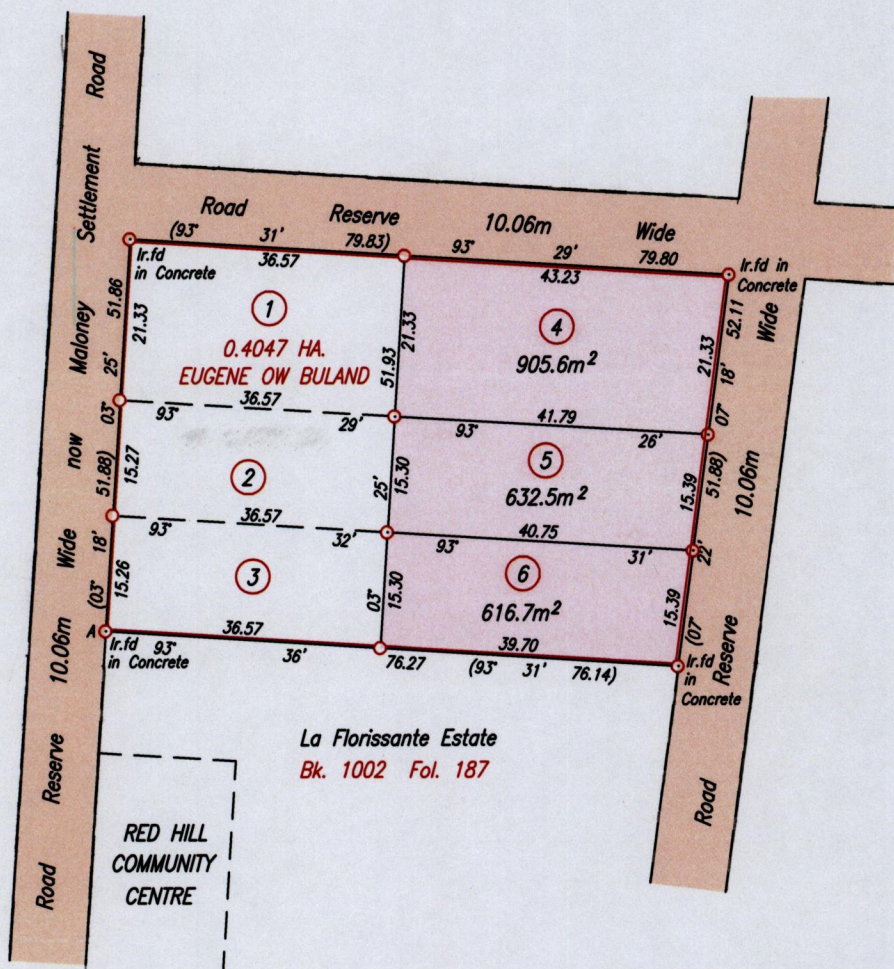 Road Reserve 10.06m Wide now Maloney Settlement Road
Road Reserve 10.06m Wide
(93° 31' 79.83)
93° 29' 79.80
36.57
43.23
Ir.fd
in Concrete
Ir.fd in
Concrete
1
0.4047 HA.
EUGENE OW BULAND
4
905.6m²
(03° 18' 51.88)
03° 25' 51.86
21.33
15.27
15.26
03° 25' 51.93
21.33
15.30
15.30
07° 18' 52.11
(07° 22' 51.88)
21.33
15.39
15.39
36.57
93° 29'
41.79
93° 26'
2
5
632.5m²
36.57
93° 32'
40.75
93° 31'
3
6
616.7m²
A
36.57
39.70
93° 36' 76.27
(93° 31' 76.14)
Ir.fd
in Concrete
Ir.fd
in
Concrete
Road Reserve 10.06m Wide
La Florissante Estate
Bk. 1002 Fol. 187
RED HILL
COMMUNITY
CENTRE